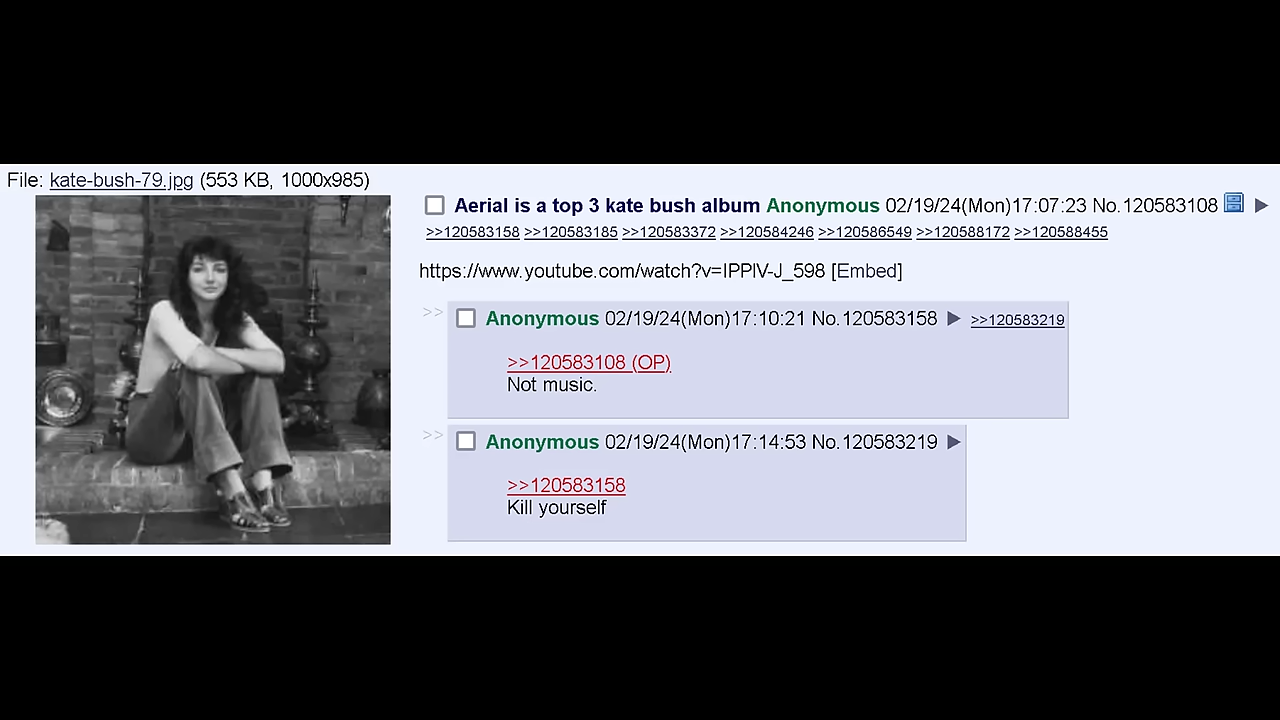 File: kate-bush-79.jpg (553 KB, 1000x985)
Aerial is a top 3 kate bush album Anonymous 02/19/24(Mon)17:07:23 No.120583108
>>120583158 >>120583185 >>120583372 >>120584246 >>120586549 >>120588172 >>120588455
https://www.youtube.com/watch?v=IPPlV-J_598 [Embed]
>> Anonymous 02/19/24(Mon)17:10:21 No.120583158 >>120583219
>>120583108 (OP)
Not music.
>> Anonymous 02/19/24(Mon)17:14:53 No.120583219
>>120583158
Kill yourself